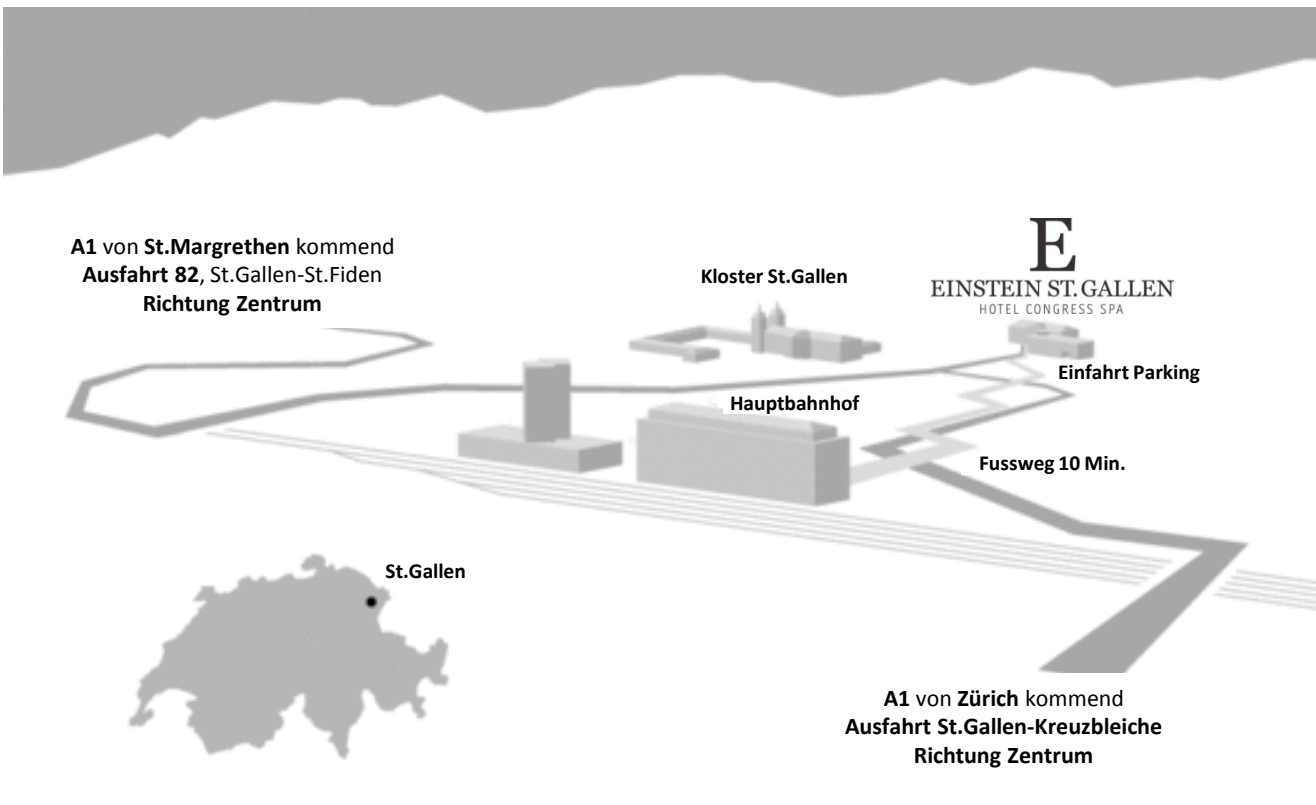 A1 von St.Margrethen kommend
Ausfahrt 82, St.Gallen-St.Fiden
Richtung Zentrum
Kloster St.Gallen
E
EINSTEIN ST. GALLEN
HOTEL CONGRESS SPA
Einfahrt Parking
Hauptbahnhof
Fussweg 10 Min.
St.Gallen
A1 von Zürich kommend
Ausfahrt St.Gallen-Kreuzbleiche
Richtung Zentrum